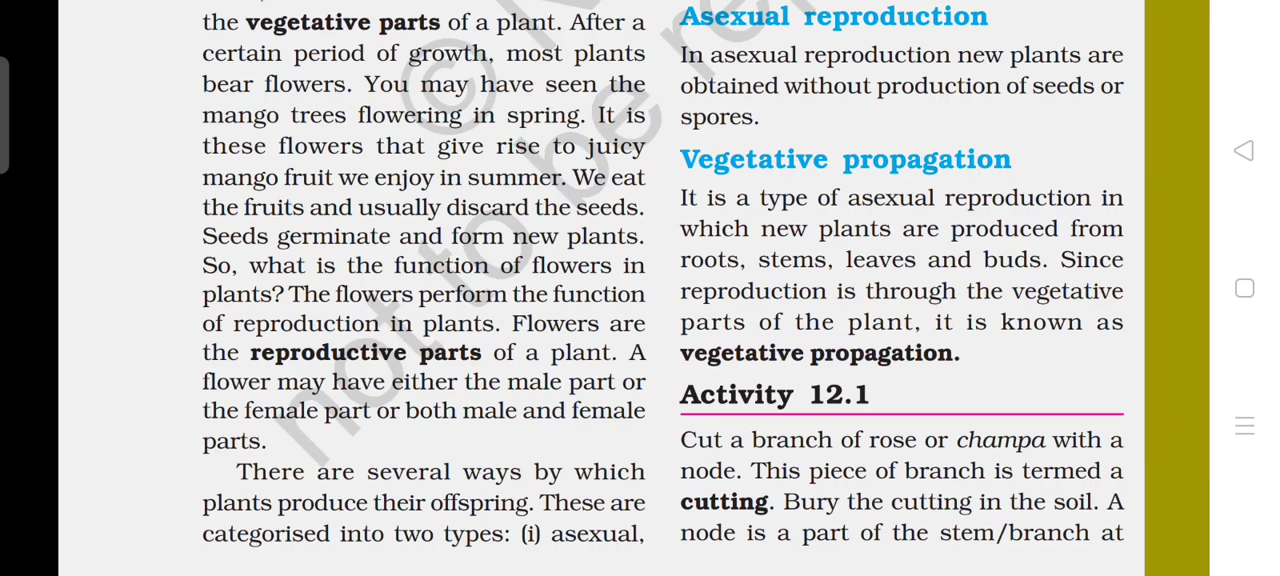 the vegetative parts of a plant. After a
certain period of growth, most plants
bear flowers. You may have seen the
mango trees flowering in spring. It is
these flowers that give rise to juicy
mango fruit we enjoy in summer. We eat
the fruits and usually discard the seeds.
Seeds germinate and form new plants.
So, what is the function of flowers in
plants? The flowers perform the function
of reproduction in plants. Flowers are
the reproductive parts of a plant. A
flower may have either the male part or
the female part or both male and female
parts.
There are several ways by which
plants produce their offspring. These are
categorised into two types: (i) asexual,
Asexual reproduction
In asexual reproduction new plants are
obtained without production of seeds or
spores.
Vegetative propagation
It is a type of asexual reproduction in
which new plants are produced from
roots, stems, leaves and buds. Since
reproduction is through the vegetative
parts of the plant, it is known as
vegetative propagation.
Activity 12.1
Cut a branch of rose or champa with a
node. This piece of branch is termed a
cutting. Bury the cutting in the soil. A
node is a part of the stem/branch at
©
not to be re